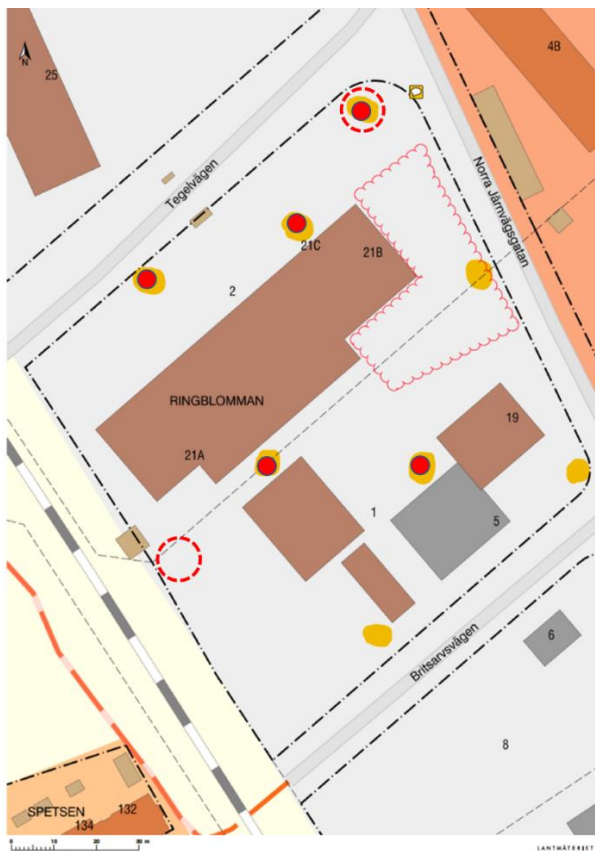 4B
N
25
Tegelvägen
Norra Järnvägsgatan
21C
21B
2
RINGBLOMMAN
19
21A
1
5
Britsarvsvägen
6
8
SPETSEN
132
134
0 10 20 30 m
LANTMÄTERIET